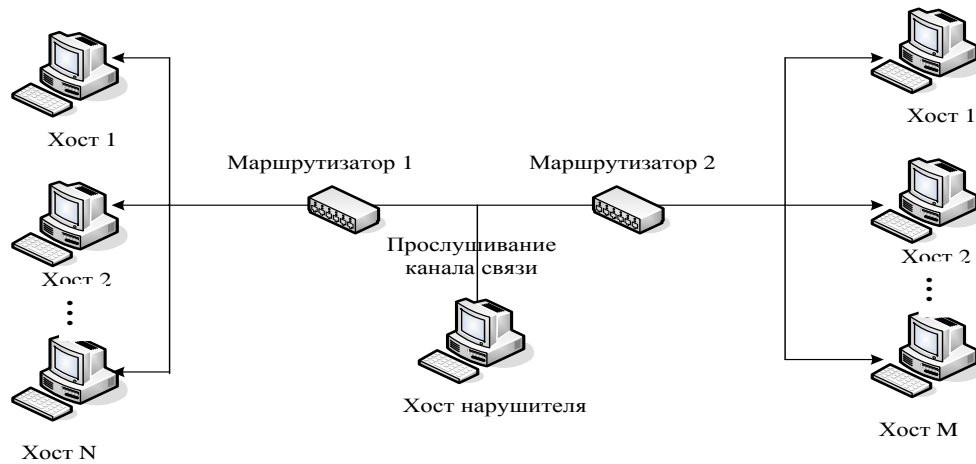 Хост 1
Хост 1
Маршрутизатор 1
Маршрутизатор 2
Прослушивание
канала связи
Хост 2
Хост 2
Хост нарушителя
Хост N
Хост М